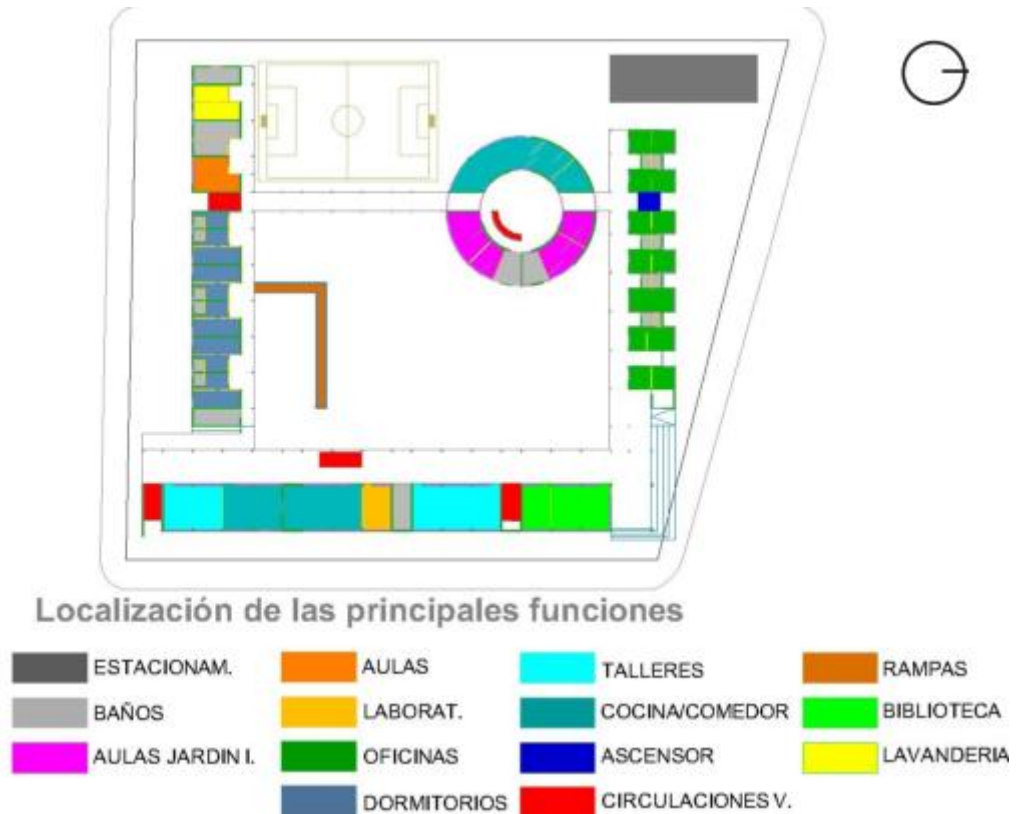 Localización de las principales funciones
ESTACIONAM.
AULAS
TALLERES
RAMPAS
BAÑOS
LABORAT.
COCINA/COMEDOR
BIBLIOTECA
AULAS JARDIN I.
OFICINAS
ASCENSOR
LAVANDERIA
DORMITORIOS
CIRCULACIONES V.